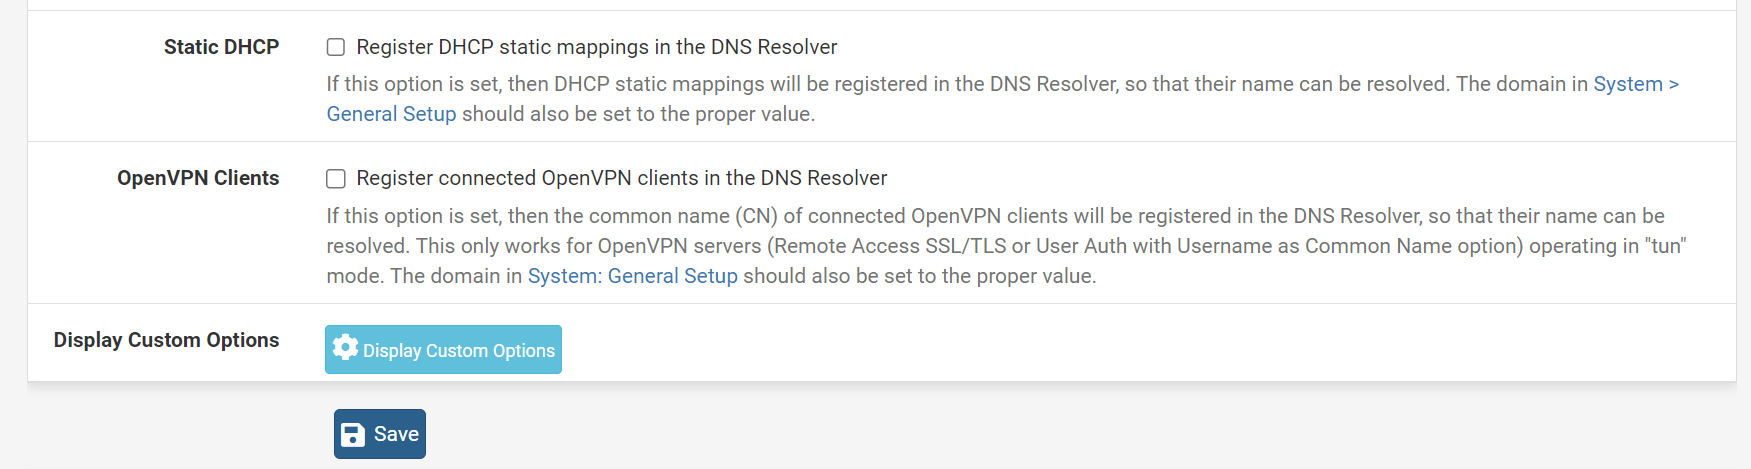 Static DHCP
Register DHCP static mappings in the DNS Resolver
If this option is set, then DHCP static mappings will be registered in the DNS Resolver, so that their name can be resolved. The domain in System >
General Setup should also be set to the proper value.
OpenVPN Clients
Register connected OpenVPN clients in the DNS Resolver
If this option is set, then the common name (CN) of connected OpenVPN clients will be registered in the DNS Resolver, so that their name can be
resolved. This only works for OpenVPN servers (Remote Access SSL/TLS or User Auth with Username as Common Name option) operating in "tun"
mode. The domain in System: General Setup should also be set to the proper value.
Display Custom Options
Display Custom Options
Save